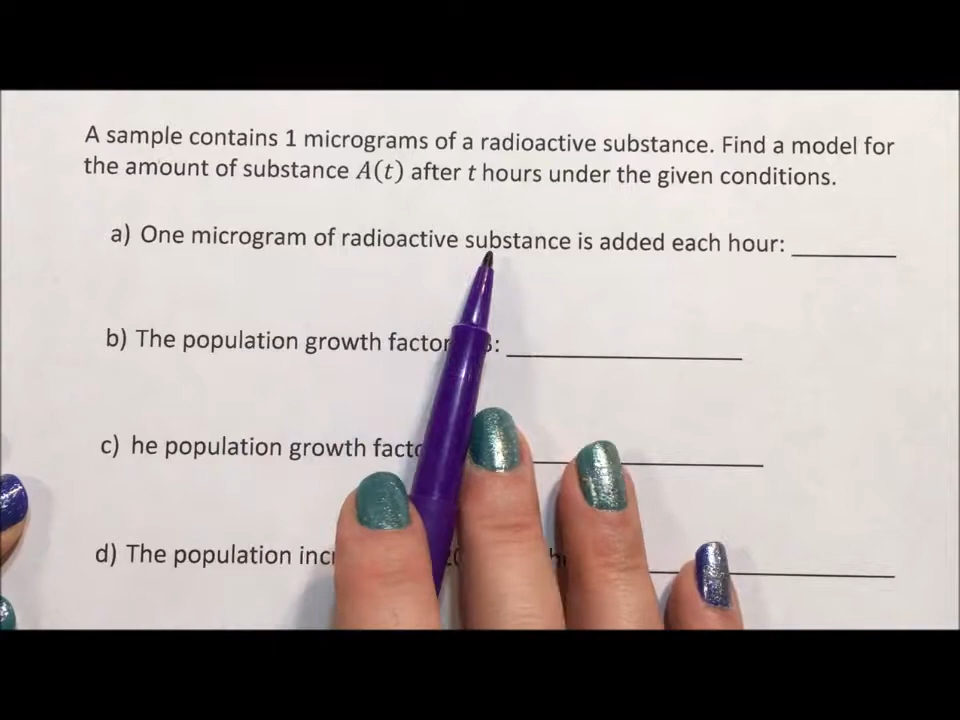 A sample contains 1 micrograms of a radioactive substance. Find a model for
the amount of substance A(t) after t hours under the given conditions.
a) One microgram of radioactive substance is added each hour: ________
b) The population growth factor : ________
c) he population growth
d) The population